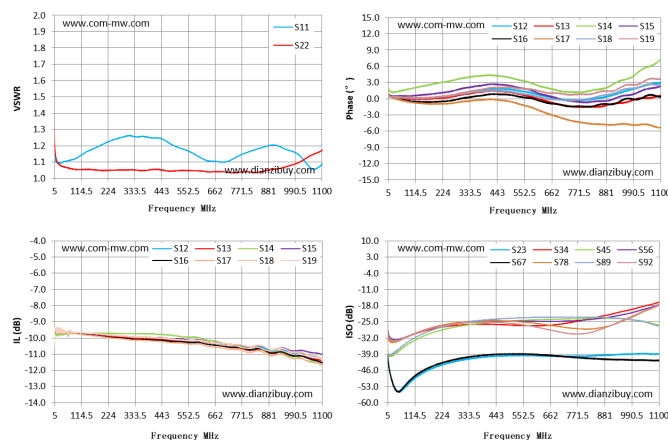 www.com-mw.com
2.0
1.9
1.8
1.7
1.6
1.5
1.4
1.3
1.2
1.1
1.0
VSWR
S11
S22
www.dianzibuy.com
5 114.5 224 333.5 443 552.5 662 771.5 881 990.5 1100
Frequency MHz
www.com-mw.com
15.0
12.0
9.0
6.0
3.0
0.0
-3.0
-6.0
-9.0
-12.0
-15.0
Phase (°)
S12 S13 S14 S15
S16 S17 S18 S19
www.dianzibuy.com
5 114.5 224 333.5 443 552.5 662 771.5 881 990.5 1100
Frequency MHz
www.com-mw.com
-4.0
-5.0
-6.0
-7.0
-8.0
-9.0
-10.0
-11.0
-12.0
-13.0
-14.0
IL (dB)
S12 S13 S14 S15
S16 S17 S18 S19
www.dianzibuy.com
5 114.5 224 333.5 443 552.5 662 771.5 881 990.5 1100
Frequency MHz
www.com-mw.com
10.0
3.0
-4.0
-11.0
-18.0
-25.0
-32.0
-39.0
-46.0
-53.0
-60.0
ISO (dB)
S23 S34 S45 S56
S67 S78 S89 S92
www.dianzibuy.com
5 114.5 224 333.5 443 552.5 662 771.5 881 990.5 1100
Frequency MHz